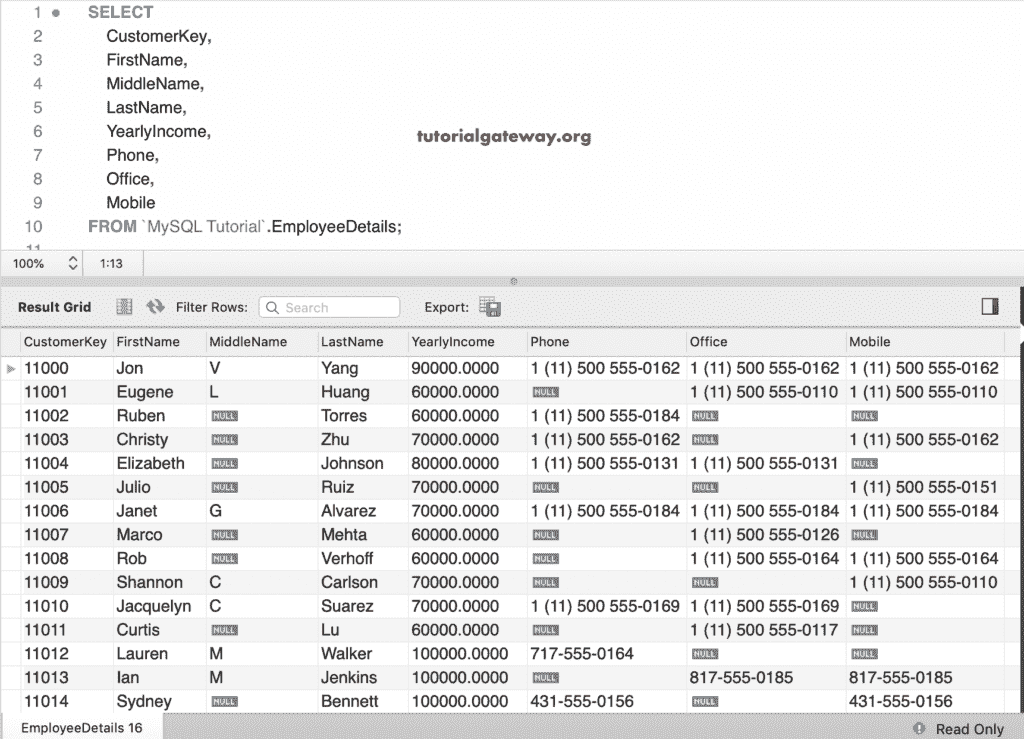 1 SELECT
2 CustomerKey,
3 FirstName,
4 MiddleName,
5 LastName,
6 YearlyIncome,
tutorialgateway.org
7 Phone,
8 Office,
9 Mobile
10 FROM `MySQL Tutorial`.EmployeeDetails;
11
100% 1:13
Result Grid Filter Rows: Search Export:
CustomerKey FirstName MiddleName LastName YearlyIncome Phone Office Mobile
11000 Jon V Yang 90000.0000 1 (11) 500 555-0162 1 (11) 500 555-0162 1 (11) 500 555-0162
11001 Eugene L Huang 60000.0000 NULL 1 (11) 500 555-0110 1 (11) 500 555-0110
11002 Ruben NULL Torres 60000.0000 1 (11) 500 555-0184 NULL NULL
11003 Christy NULL Zhu 70000.0000 1 (11) 500 555-0162 NULL 1 (11) 500 555-0162
11004 Elizabeth NULL Johnson 80000.0000 1 (11) 500 555-0131 1 (11) 500 555-0131 NULL
11005 Julio NULL Ruiz 70000.0000 NULL NULL 1 (11) 500 555-0151
11006 Janet G Alvarez 70000.0000 1 (11) 500 555-0184 1 (11) 500 555-0184 1 (11) 500 555-0184
11007 Marco NULL Mehta 60000.0000 NULL 1 (11) 500 555-0126 NULL
11008 Rob NULL Verhoff 60000.0000 NULL 1 (11) 500 555-0164 1 (11) 500 555-0164
11009 Shannon C Carlson 70000.0000 NULL NULL 1 (11) 500 555-0110
11010 Jacquelyn C Suarez 70000.0000 1 (11) 500 555-0169 1 (11) 500 555-0169 NULL
11011 Curtis NULL Lu 60000.0000 NULL 1 (11) 500 555-0117 NULL
11012 Lauren M Walker 100000.0000 717-555-0164 NULL NULL
11013 Ian M Jenkins 100000.0000 NULL 817-555-0185 817-555-0185
11014 Sydney NULL Bennett 100000.0000 431-555-0156 NULL 431-555-0156
EmployeeDetails 16 Read Only